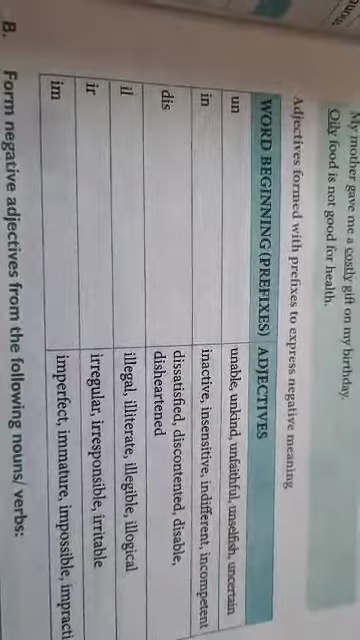 My mother gave me a costly gift on my birthday.
Oily food is not good for health.
Adjectives formed with prefixes to express negative meaning
WORD BEGINNING (PREFIXES) ADJECTIVES
un unable, unkind, unfaithful, unselfish, uncertain
in inactive, insensitive, indifferent, incompetent
dis dissatisfied, discontented, disable,
disheartened
il illegal, illiterate, illegible, illogical
ir irregular, irresponsible, irritable
im imperfect, immature, impossible, impracti
B. Form negative adjectives from the following nouns/ verbs: